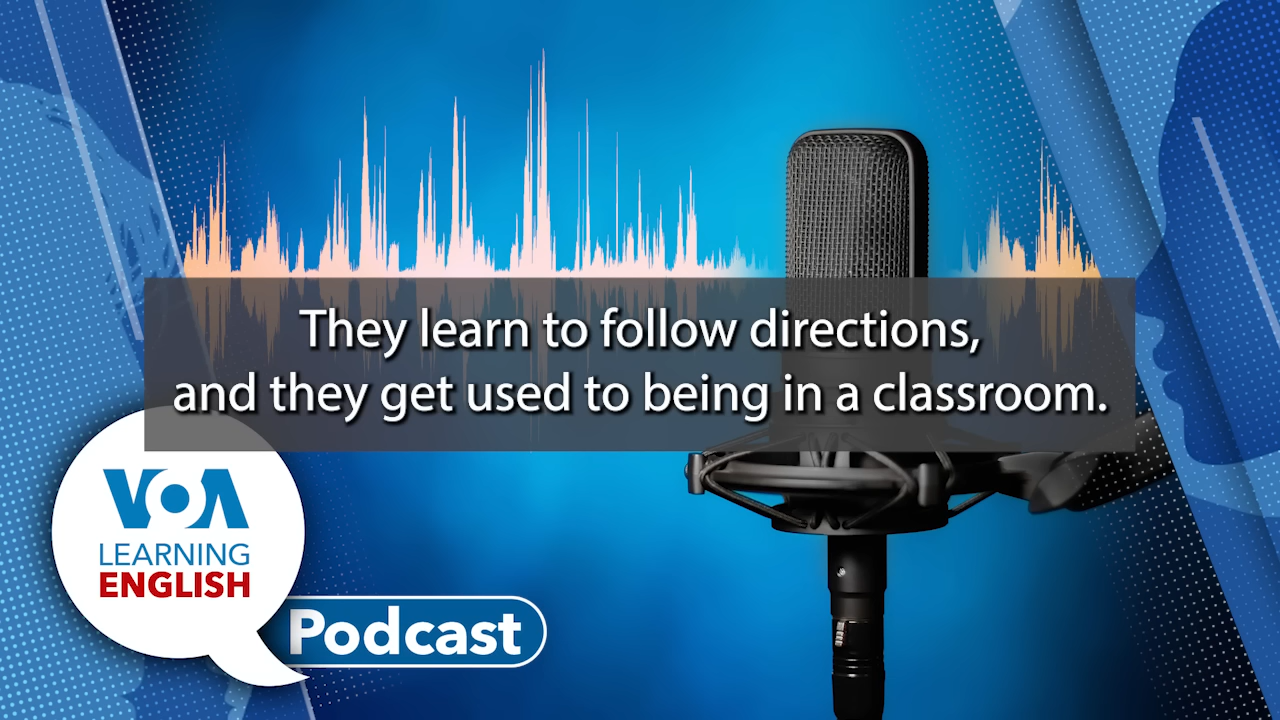 They learn to follow directions,
and they get used to being in a classroom.
VOA
LEARNING
ENGLISH
Podcast